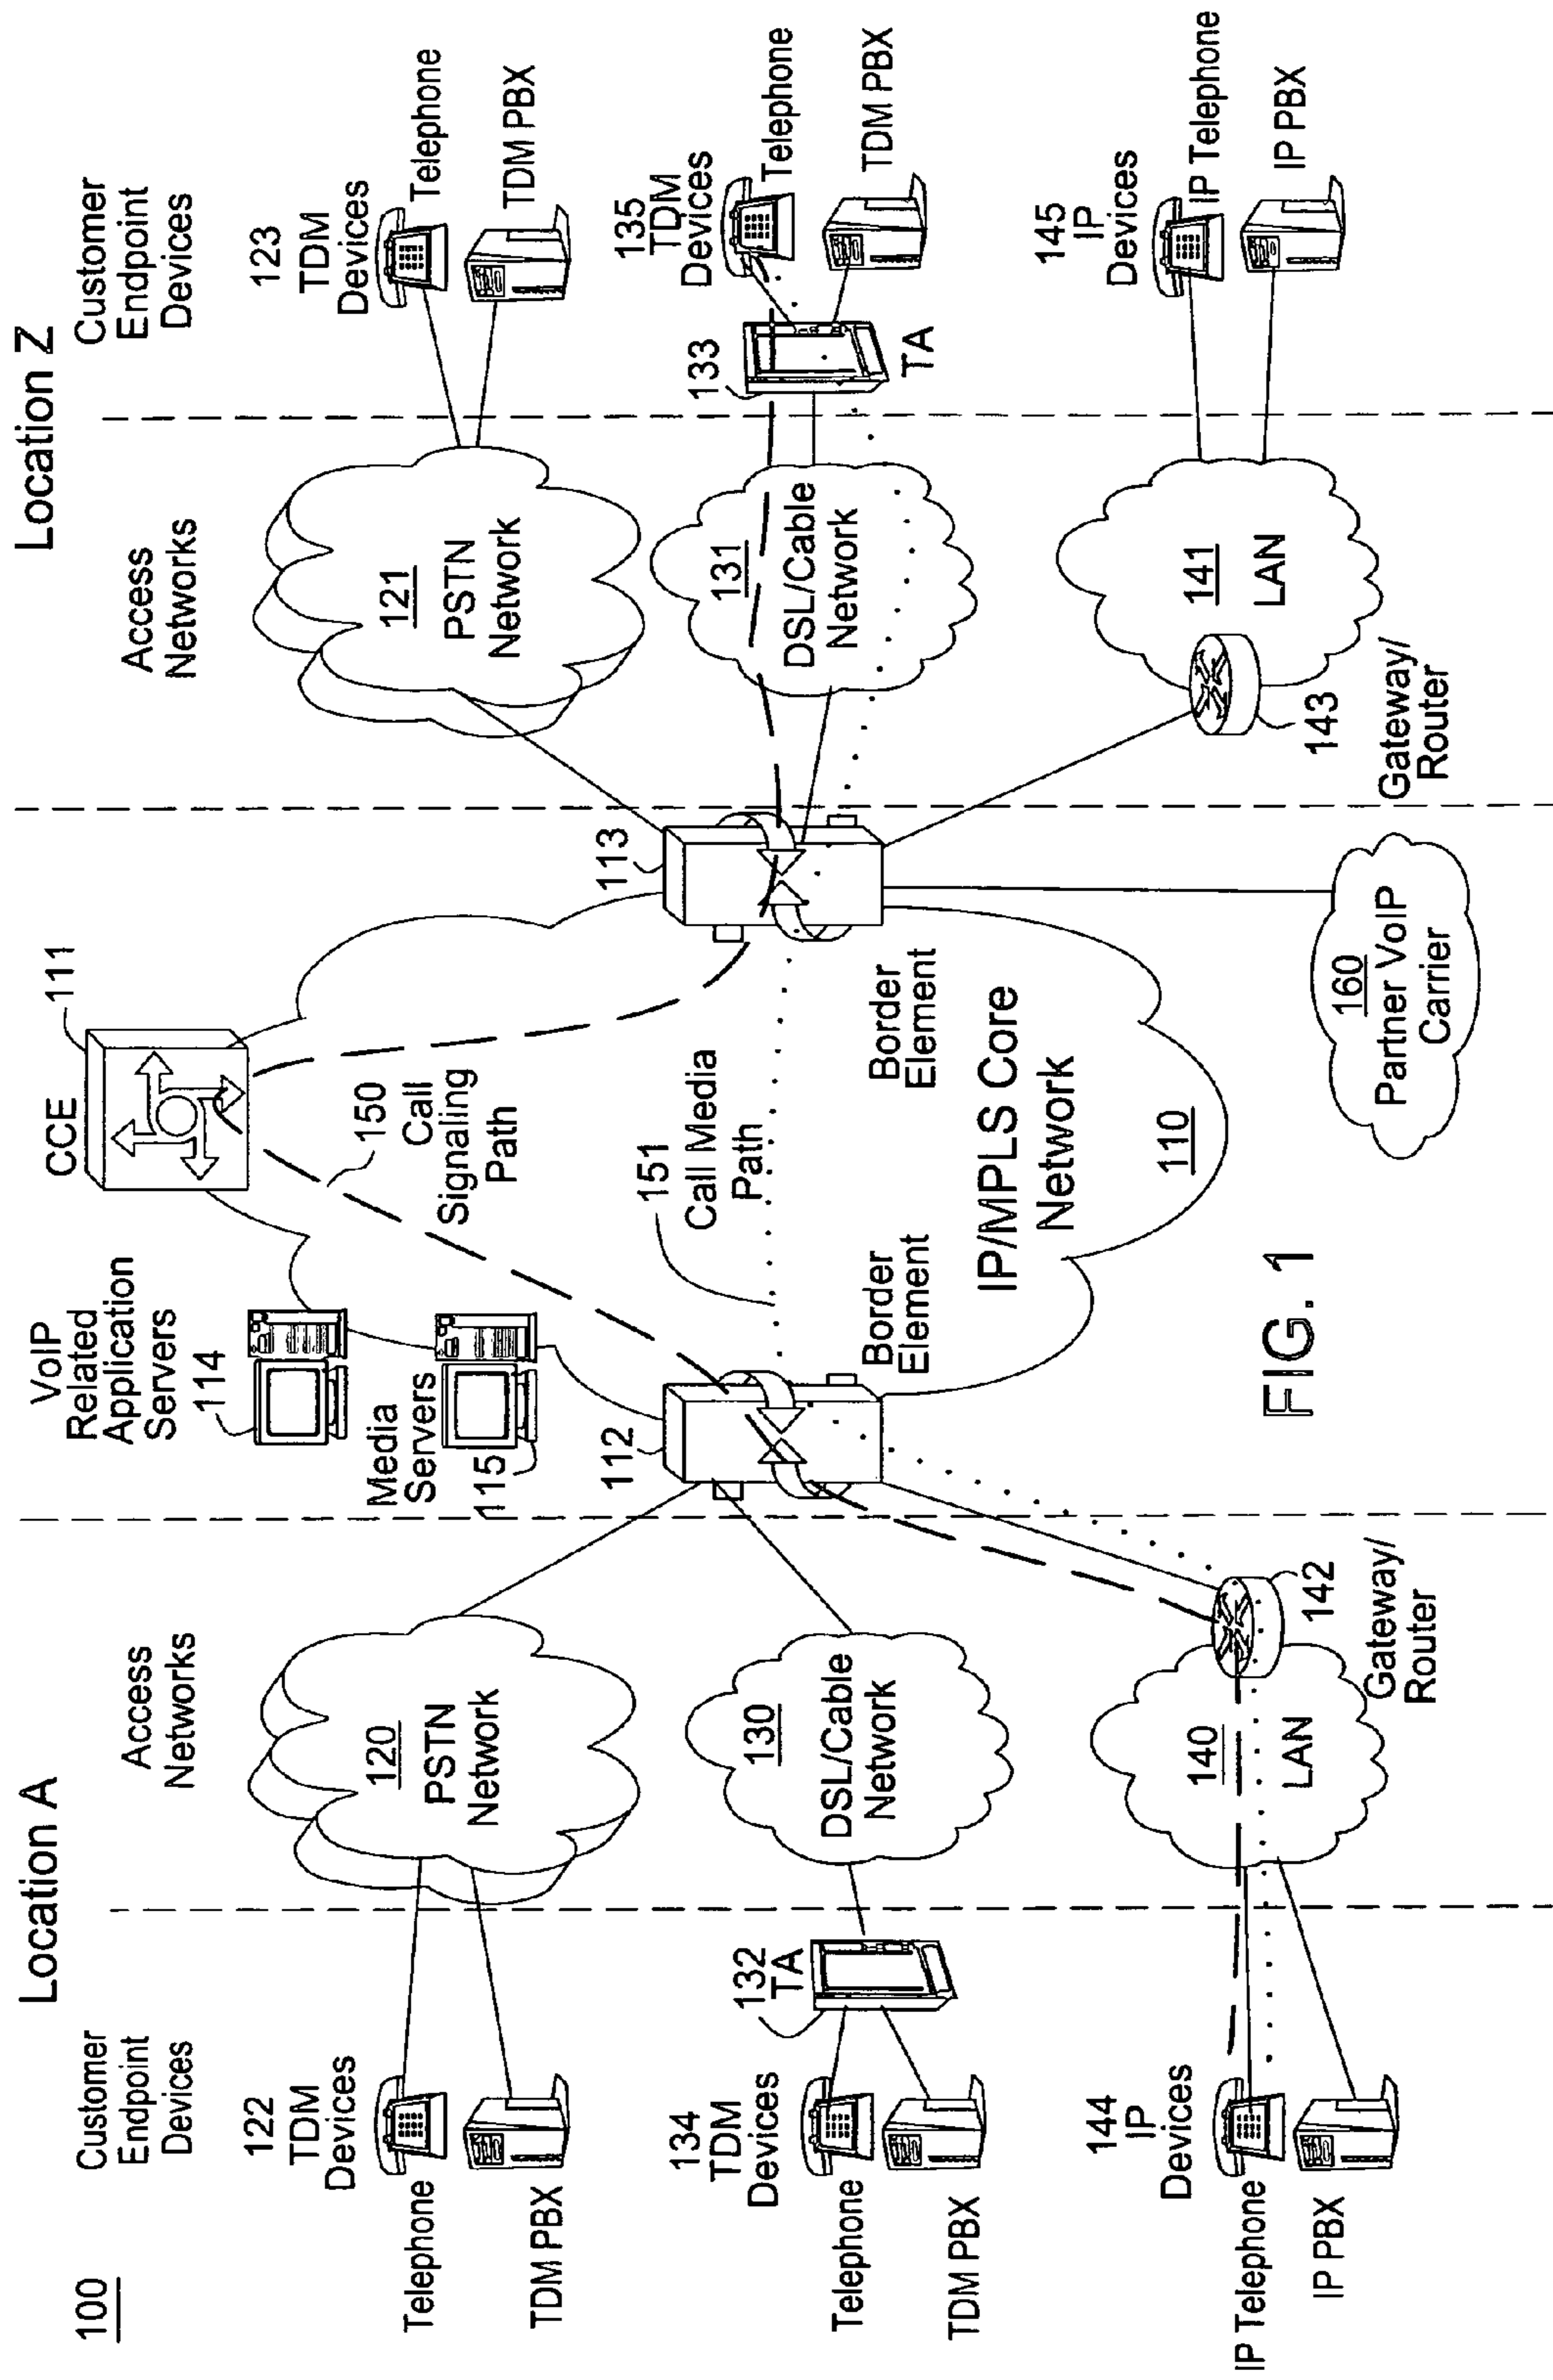 100
Location A
Location Z
Customer
Endpoint
Devices
Access
Networks
VoIP
Related
Application
Servers
114
CCE
111
Access
Networks
Customer
Endpoint
Devices
122
TDM
Devices
Telephone
TDM PBX
120
PSTN
Network
Media
Servers
115
150
Call
Signaling
Path
121
PSTN
Network
123
TDM
Devices
Telephone
TDM PBX
134
TDM
Devices
Telephone
TDM PBX
132
TA
130
DSL/Cable
Network
112
Border
Element
151
Call Media
Path
113
Border
Element
131
DSL/Cable
Network
133
TA
135
TDM
Devices
Telephone
TDM PBX
IP/MPLS Core
Network
110
144
IP
Devices
IP Telephone
IP PBX
140
LAN
142
Gateway/
Router
160
Partner VoIP
Carrier
143
Gateway/
Router
141
LAN
145
IP
Devices
IP Telephone
IP PBX
FIG. 1